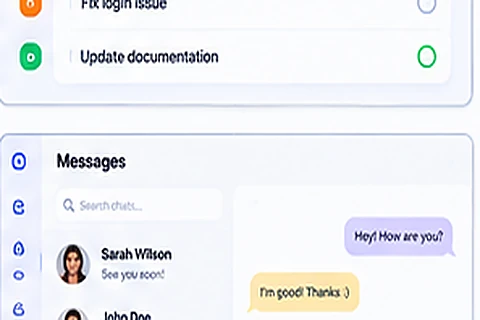 Fix login issue
Update documentation
Messages
Search chats...
Hey! How are you?
Sarah Wilson
See you soon!
I'm good! Thanks :)
John Doe